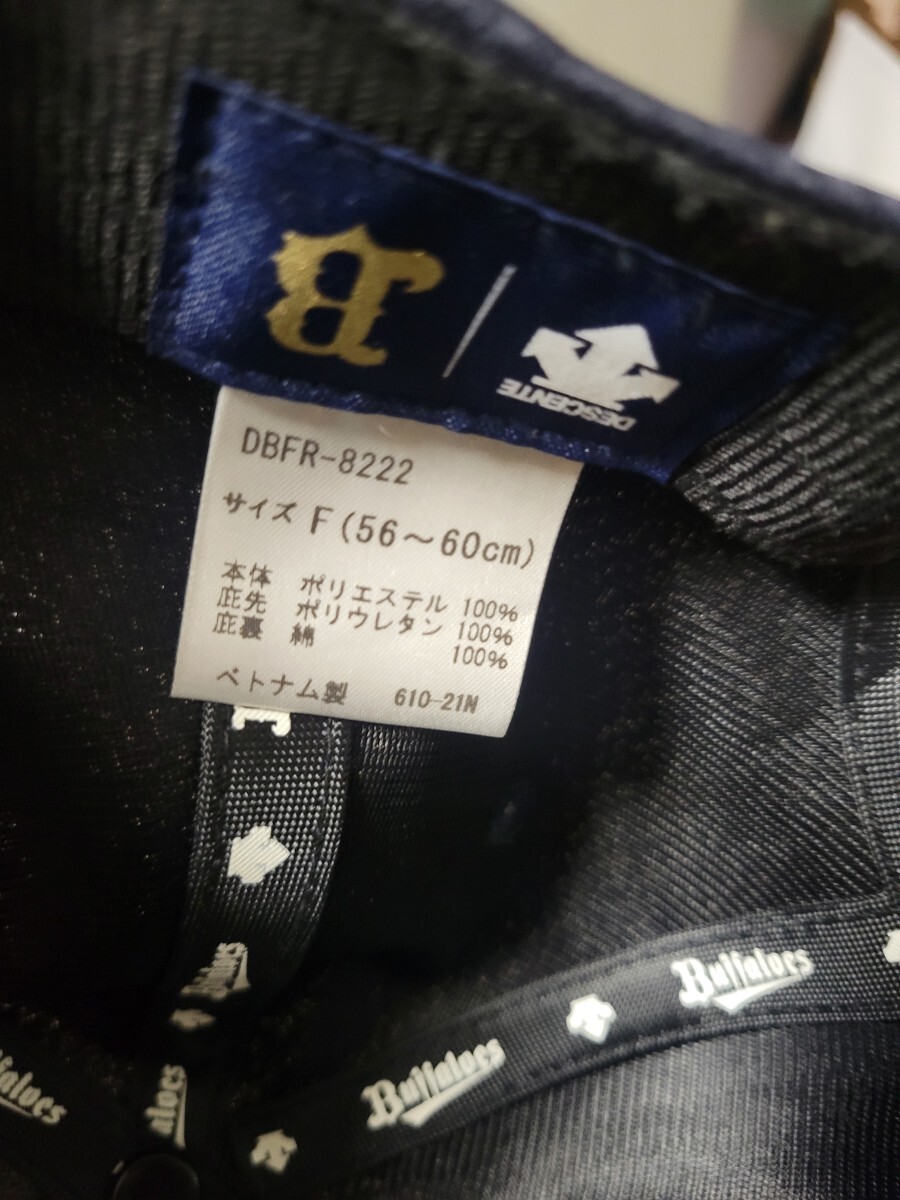 B
DESCENTE
DBFR-8222
サイズ F (56～60cm)
本体 ポリエステル 100%
庇先 ポリウレタン 100%
庇裏 綿 100%
ベトナム製 610-21N
Buffaloes
Buffaloes